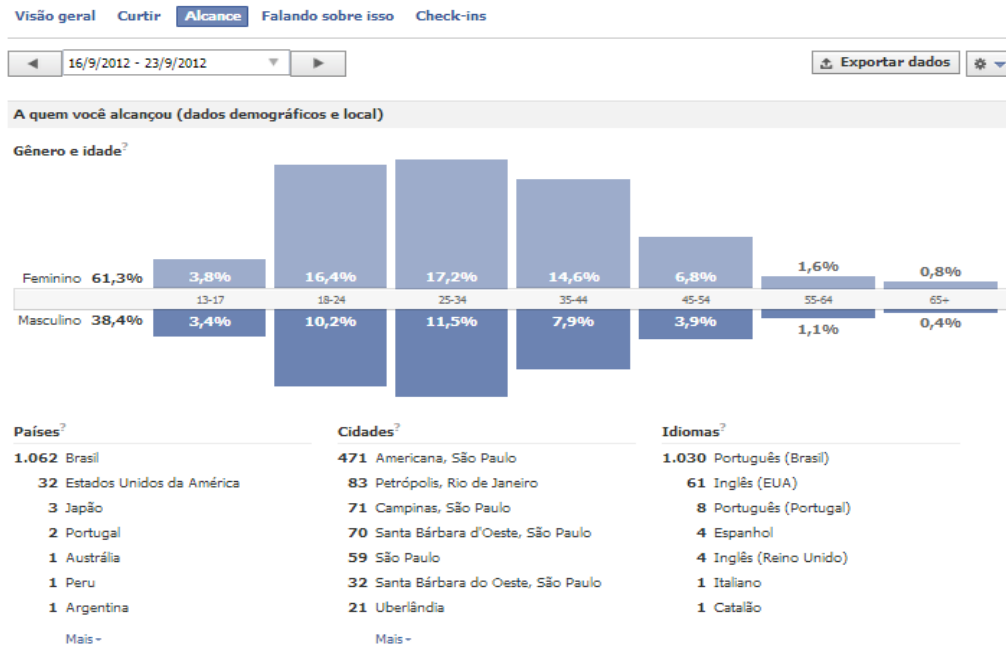 Visão geral Curtir Alcance Falando sobre isso Check-ins
16/9/2012 - 23/9/2012 Exportar dados
A quem você alcançou (dados demográficos e local)
Gênero e idade?
Feminino 61,3% 3,8% 16,4% 17,2% 14,6% 6,8% 1,6% 0,8%
13-17 18-24 25-34 35-44 45-54 55-64 65+
Masculino 38,4% 3,4% 10,2% 11,5% 7,9% 3,9% 1,1% 0,4%
Países? Cidades? Idiomas?
1.062 Brasil 471 Americana, São Paulo 1.030 Português (Brasil)
32 Estados Unidos da América 83 Petrópolis, Rio de Janeiro 61 Inglês (EUA)
3 Japão 71 Campinas, São Paulo 8 Português (Portugal)
2 Portugal 70 Santa Bárbara d'Oeste, São Paulo 4 Espanhol
1 Austrália 59 São Paulo 4 Inglês (Reino Unido)
1 Peru 32 Santa Bárbara do Oeste, São Paulo 1 Italiano
1 Argentina 21 Uberlândia 1 Catalão
Mais Mais